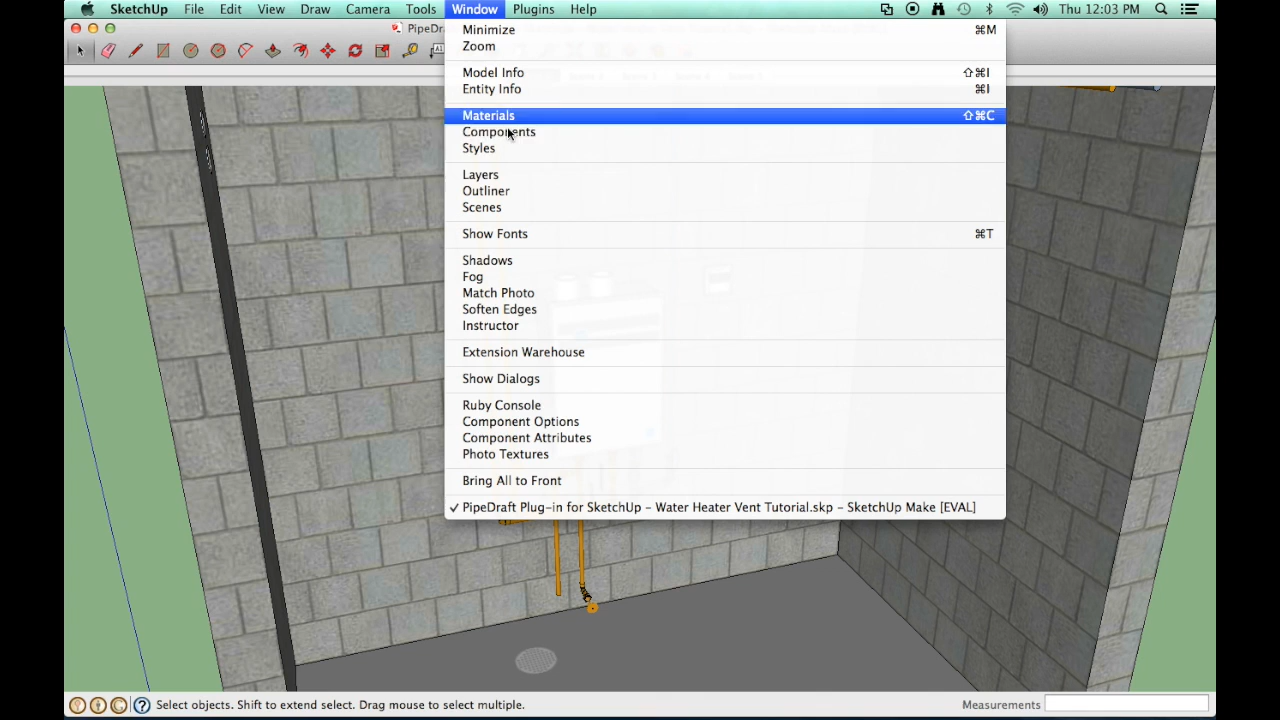 SketchUp File Edit View Draw Camera Tools Window Plugins Help Thu 12:03 PM
PipeDra
Minimize ⌘M
Zoom
Model Info ⇧⌘I
Entity Info ⌘I
Materials ⇧⌘C
Components
Styles
Layers
Outliner
Scenes
Show Fonts ⌘T
Shadows
Fog
Match Photo
Soften Edges
Instructor
Extension Warehouse
Show Dialogs
Ruby Console
Component Options
Component Attributes
Photo Textures
Bring All to Front
✓ PipeDraft Plug-in for SketchUp – Water Heater Vent Tutorial.skp – SketchUp Make [EVAL]
Select objects. Shift to extend select. Drag mouse to select multiple. Measurements